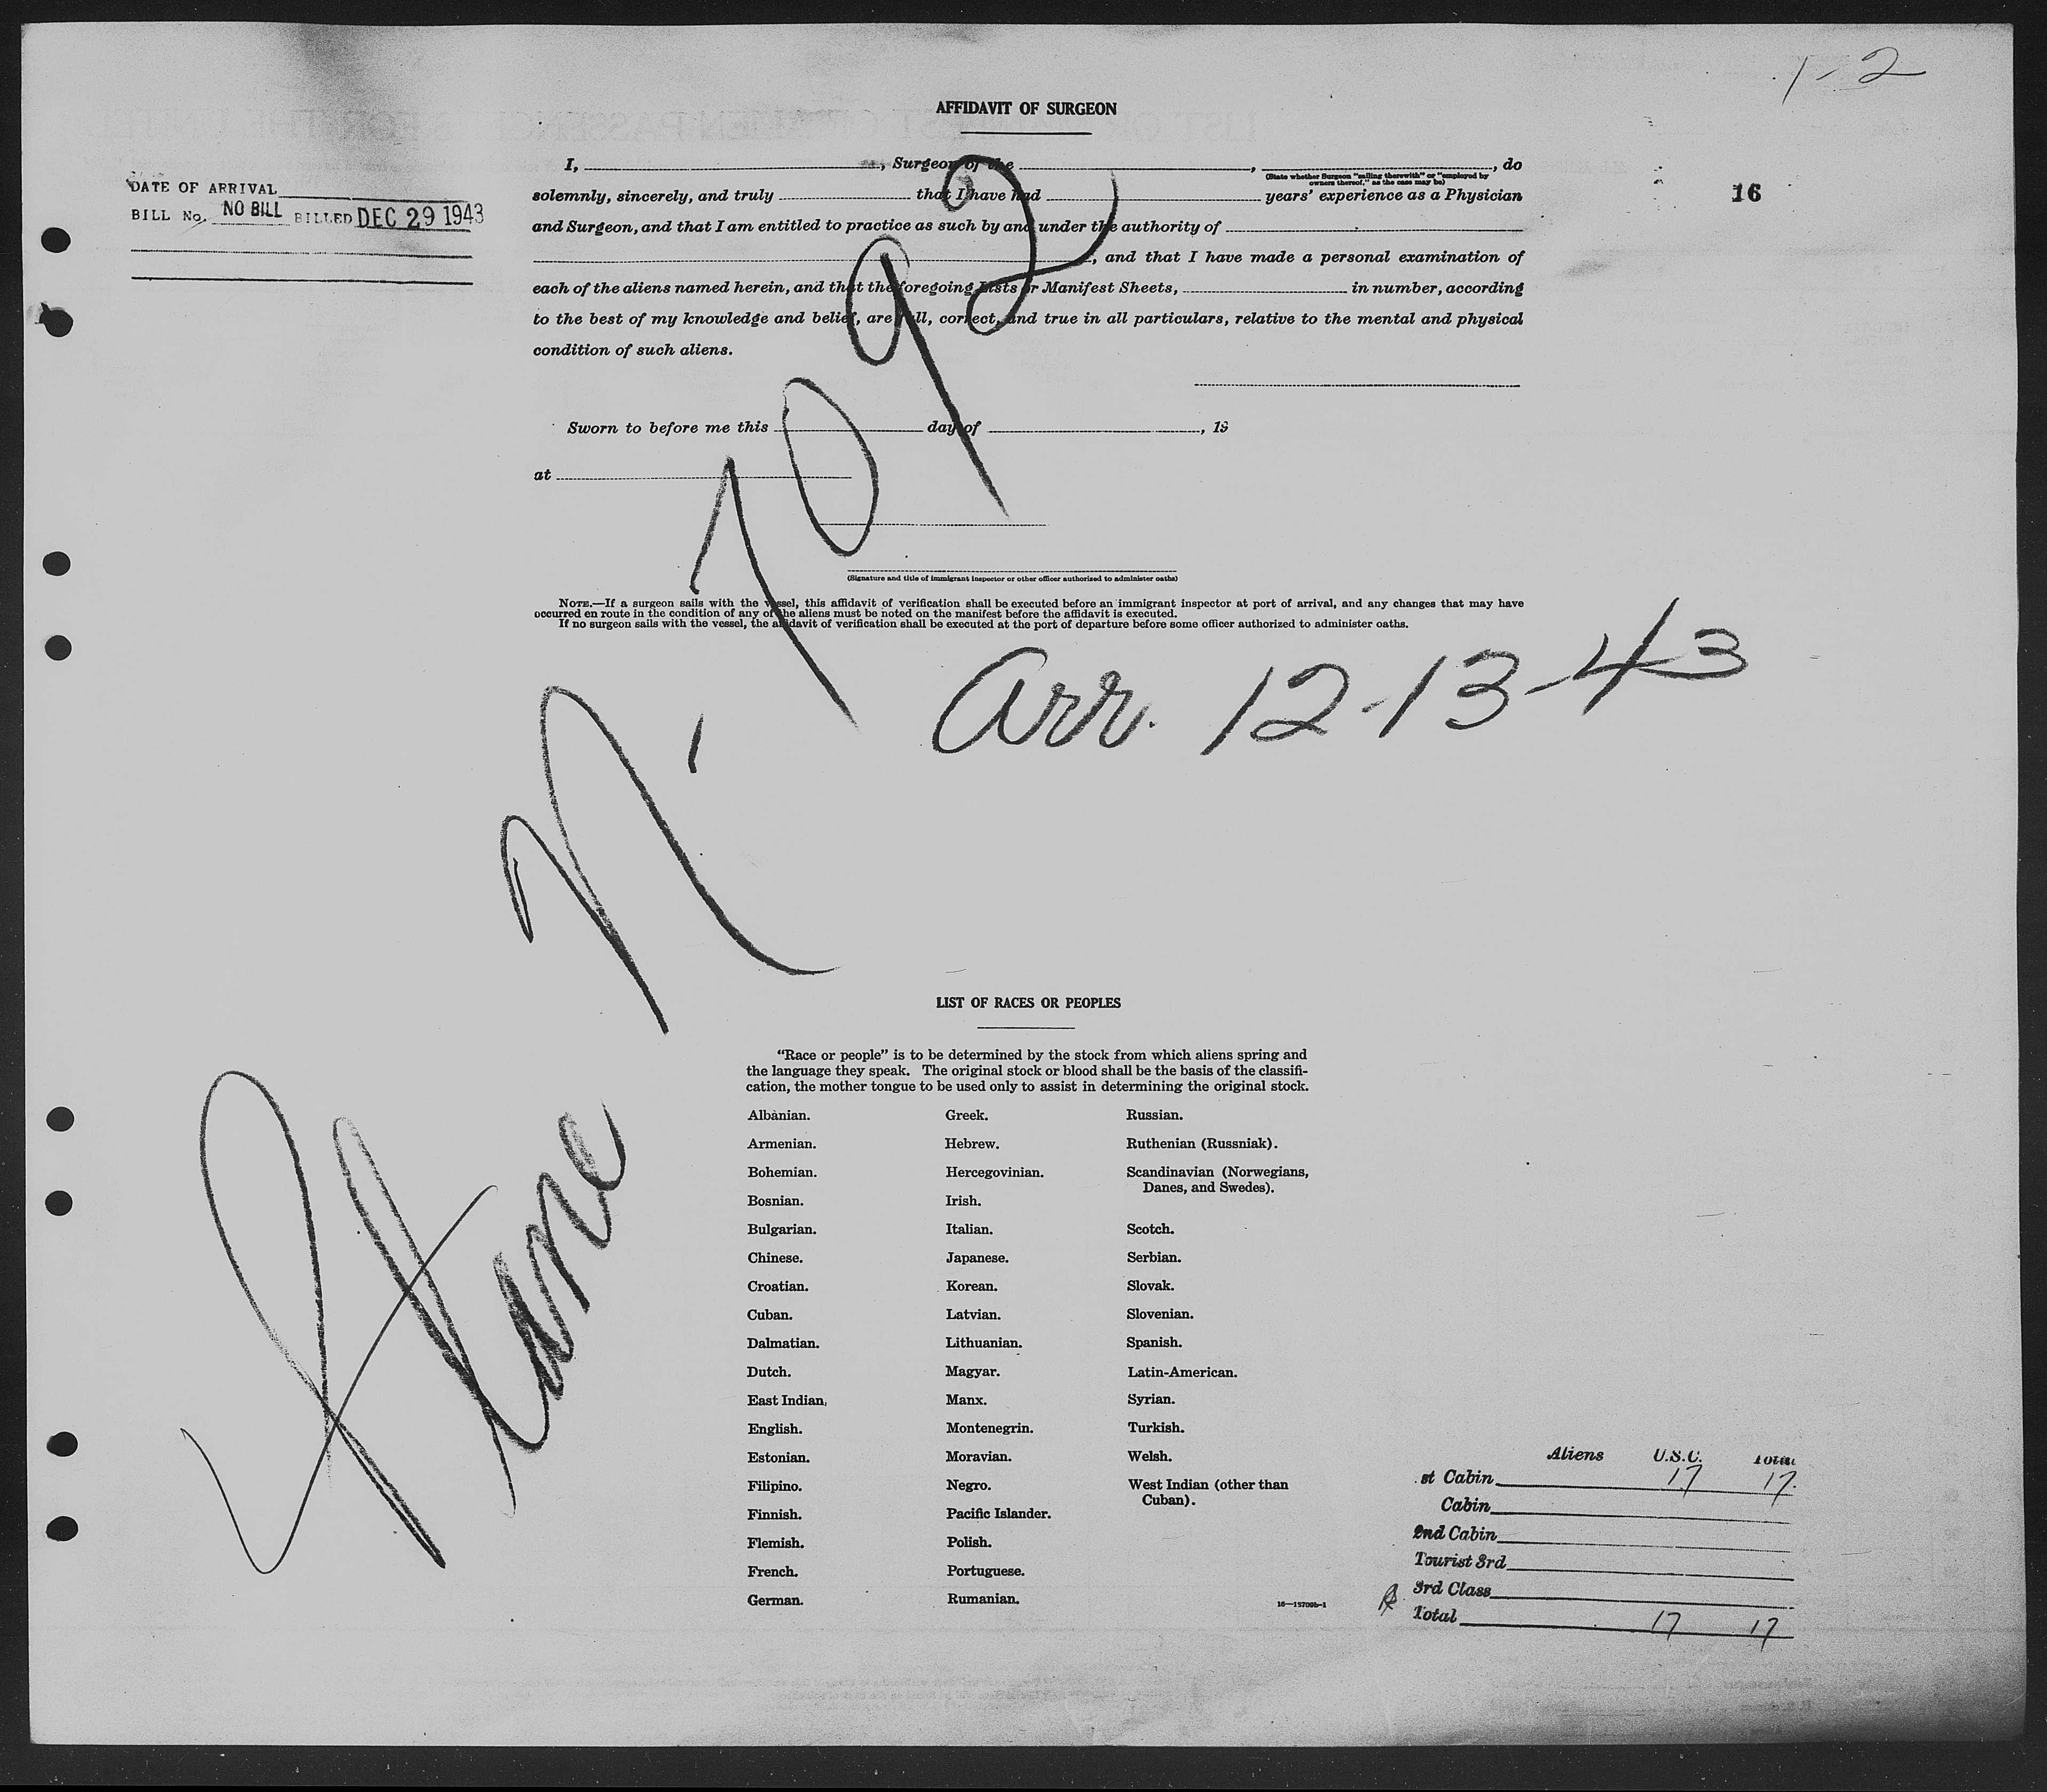 1-2
AFFIDAVIT OF SURGEON
I, , Surgeon of the , , do
(State whether Surgeon "sailing therewith" or "employed by
owners thereof," as the case may be)
solemnly, sincerely, and truly that I have had years' experience as a Physician
and Surgeon, and that I am entitled to practice as such by and under the authority of
, and that I have made a personal examination of
each of the aliens named herein, and that the foregoing Lists or Manifest Sheets, in number, according
to the best of my knowledge and belief, are full, correct, and true in all particulars, relative to the mental and physical
condition of such aliens.
Sworn to before me this day of , 19
at
(Signature and title of immigrant inspector or other officer authorized to administer oaths)
NOTE.—If a surgeon sails with the vessel, this affidavit of verification shall be executed before an immigrant inspector at port of arrival, and any changes that may have
occurred en route in the condition of any of the aliens must be noted on the manifest before the affidavit is executed.
If no surgeon sails with the vessel, the affidavit of verification shall be executed at the port of departure before some officer authorized to administer oaths.
DATE OF ARRIVAL
BILL No. NO BILL BILLED DEC 29 1943
16
Plane N. 1092
Arr. 12-13-43
LIST OF RACES OR PEOPLES
"Race or people" is to be determined by the stock from which aliens spring and
the language they speak. The original stock or blood shall be the basis of the classifi-
cation, the mother tongue to be used only to assist in determining the original stock.
Albanian.
Armenian.
Bohemian.
Bosnian.
Bulgarian.
Chinese.
Croatian.
Cuban.
Dalmatian.
Dutch.
East Indian.
English.
Estonian.
Filipino.
Finnish.
Flemish.
French.
German.
Greek.
Hebrew.
Hercegovinian.
Irish.
Italian.
Japanese.
Korean.
Latvian.
Lithuanian.
Magyar.
Manx.
Montenegrin.
Moravian.
Negro.
Pacific Islander.
Polish.
Portuguese.
Rumanian.
Russian.
Ruthenian (Russniak).
Scandinavian (Norwegians,
Danes, and Swedes).
Scotch.
Serbian.
Slovak.
Slovenian.
Spanish.
Latin-American.
Syrian.
Turkish.
Welsh.
West Indian (other than
Cuban).
16—19709b-1
Aliens U.S.C. Total
st Cabin 17 17
Cabin
2nd Cabin
Tourist 3rd
3rd Class
Total 17 17